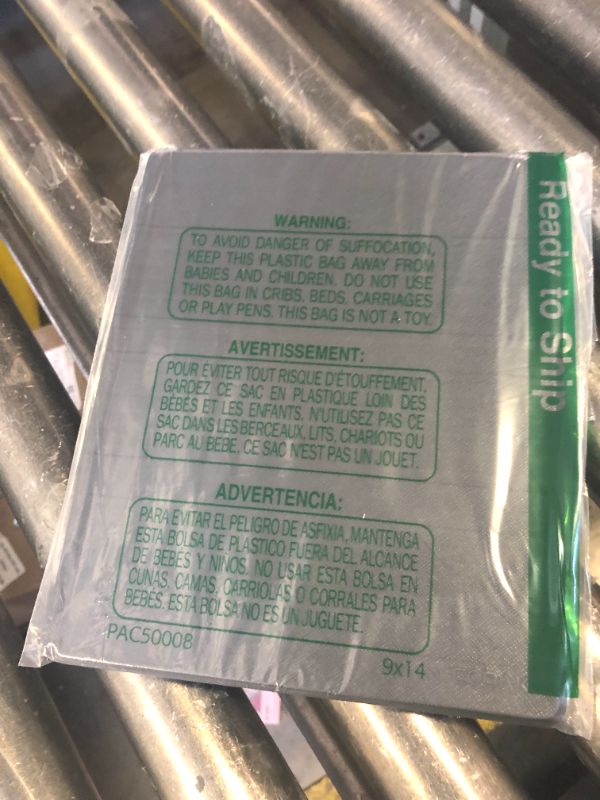 WARNING:
TO AVOID DANGER OF SUFFOCATION,
KEEP THIS PLASTIC BAG AWAY FROM
BABIES AND CHILDREN. DO NOT USE
THIS BAG IN CRIBS, BEDS, CARRIAGES
OR PLAY PENS. THIS BAG IS NOT A TOY.
AVERTISSEMENT:
POUR EVITER TOUT RISQUE D'ETOUFFEMENT,
GARDEZ CE SAC EN PLASTIQUE LOIN DES
BÉBÉS ET LES ENFANTS. N'UTILISEZ PAS CE
SAC DANS LES BERCEAUX, LITS, CHARIOTS OU
PARC AU BEBE. CE SAC N'EST PAS UN JOUET.
ADVERTENCIA:
PARA EVITAR EL PELIGRO DE ASFIXIA, MANTENGA
ESTA BOLSA DE PLASTICO FUERA DEL ALCANCE
DE BEBÉS Y NIÑOS. NO USAR ESTA BOLSA EN
CUNAS, CAMAS, CARRIOLAS O CORRALES PARA
BEBÉS. ESTA BOLSA NO ES UN JUGUETE.
PAC50008
9x14
Ready to Ship